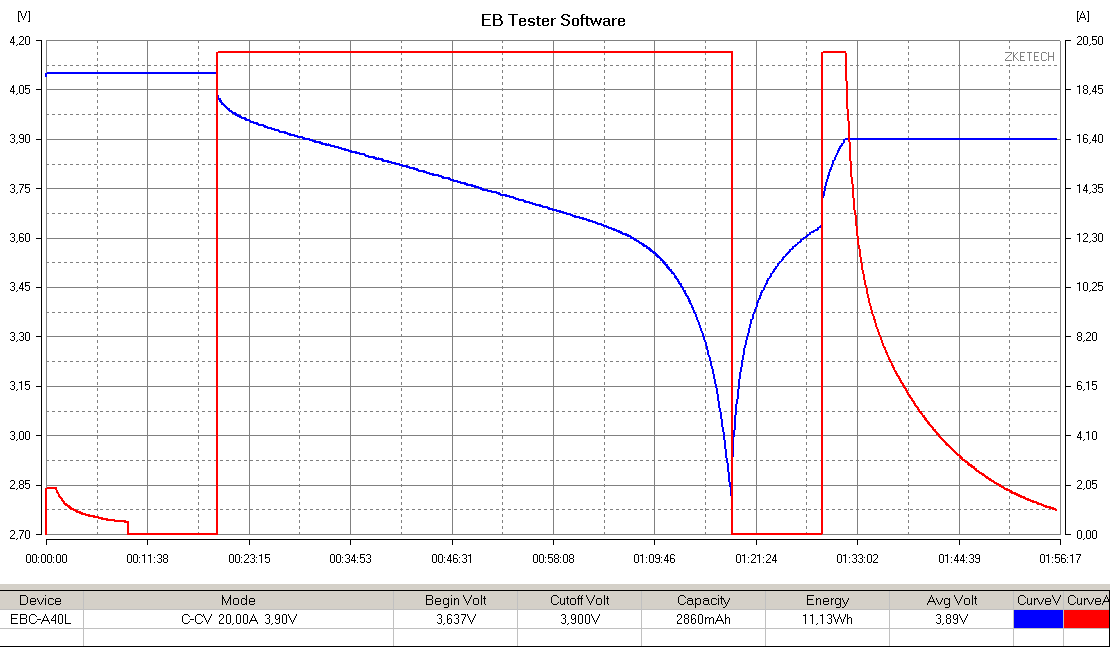 [V] EB Tester Software [A]
4,20 20,50
ZKETECH
4,05 18,45
3,90 16,40
3,75 14,35
3,60 12,30
3,45 10,25
3,30 8,20
3,15 6,15
3,00 4,10
2,85 2,05
2,70 0,00
00:00:00 00:11:38 00:23:15 00:34:53 00:46:31 00:58:08 01:09:46 01:21:24 01:33:02 01:44:39 01:56:17
Device Mode Begin Volt Cutoff Volt Capacity Energy Avg Volt CurveV CurveA
EBC-A40L C-CV 20,00A 3,90V 3,637V 3,900V 2860mAh 11,13Wh 3,89V